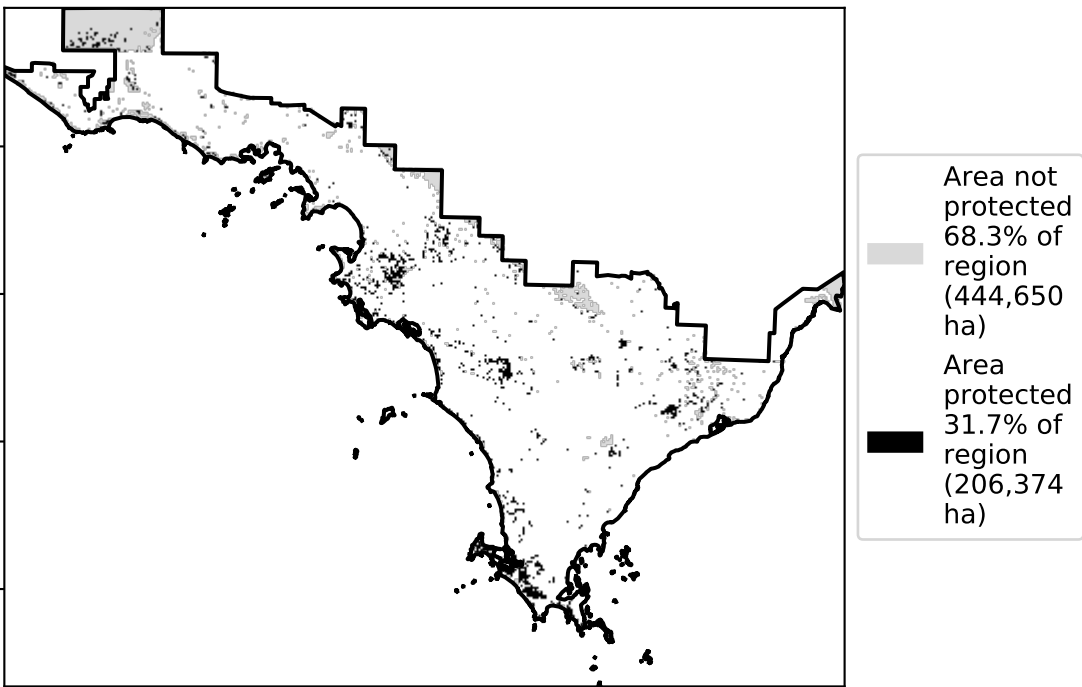 Area not
protected
68.3% of
region
(444,650
ha)
Area
protected
31.7% of
region
(206,374
ha)